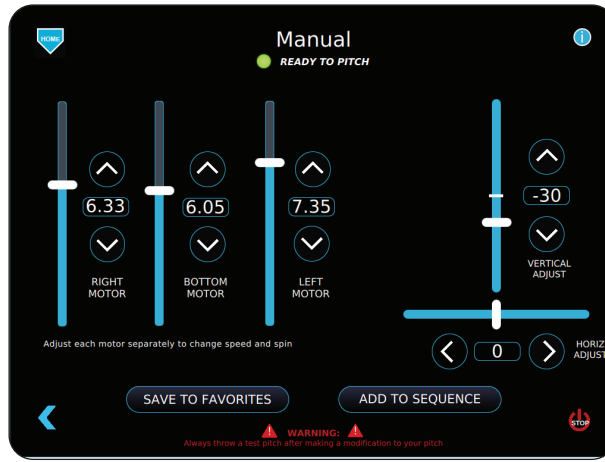 HOME
Manual
READY TO PITCH
6.33
6.05
7.35
-30
RIGHT
MOTOR
BOTTOM
MOTOR
LEFT
MOTOR
VERTICAL
ADJUST
Adjust each motor separately to change speed and spin
0
HORIZ
ADJUST
SAVE TO FAVORITES
ADD TO SEQUENCE
STOP
WARNING:
Always throw a test pitch after making a modification to your pitch